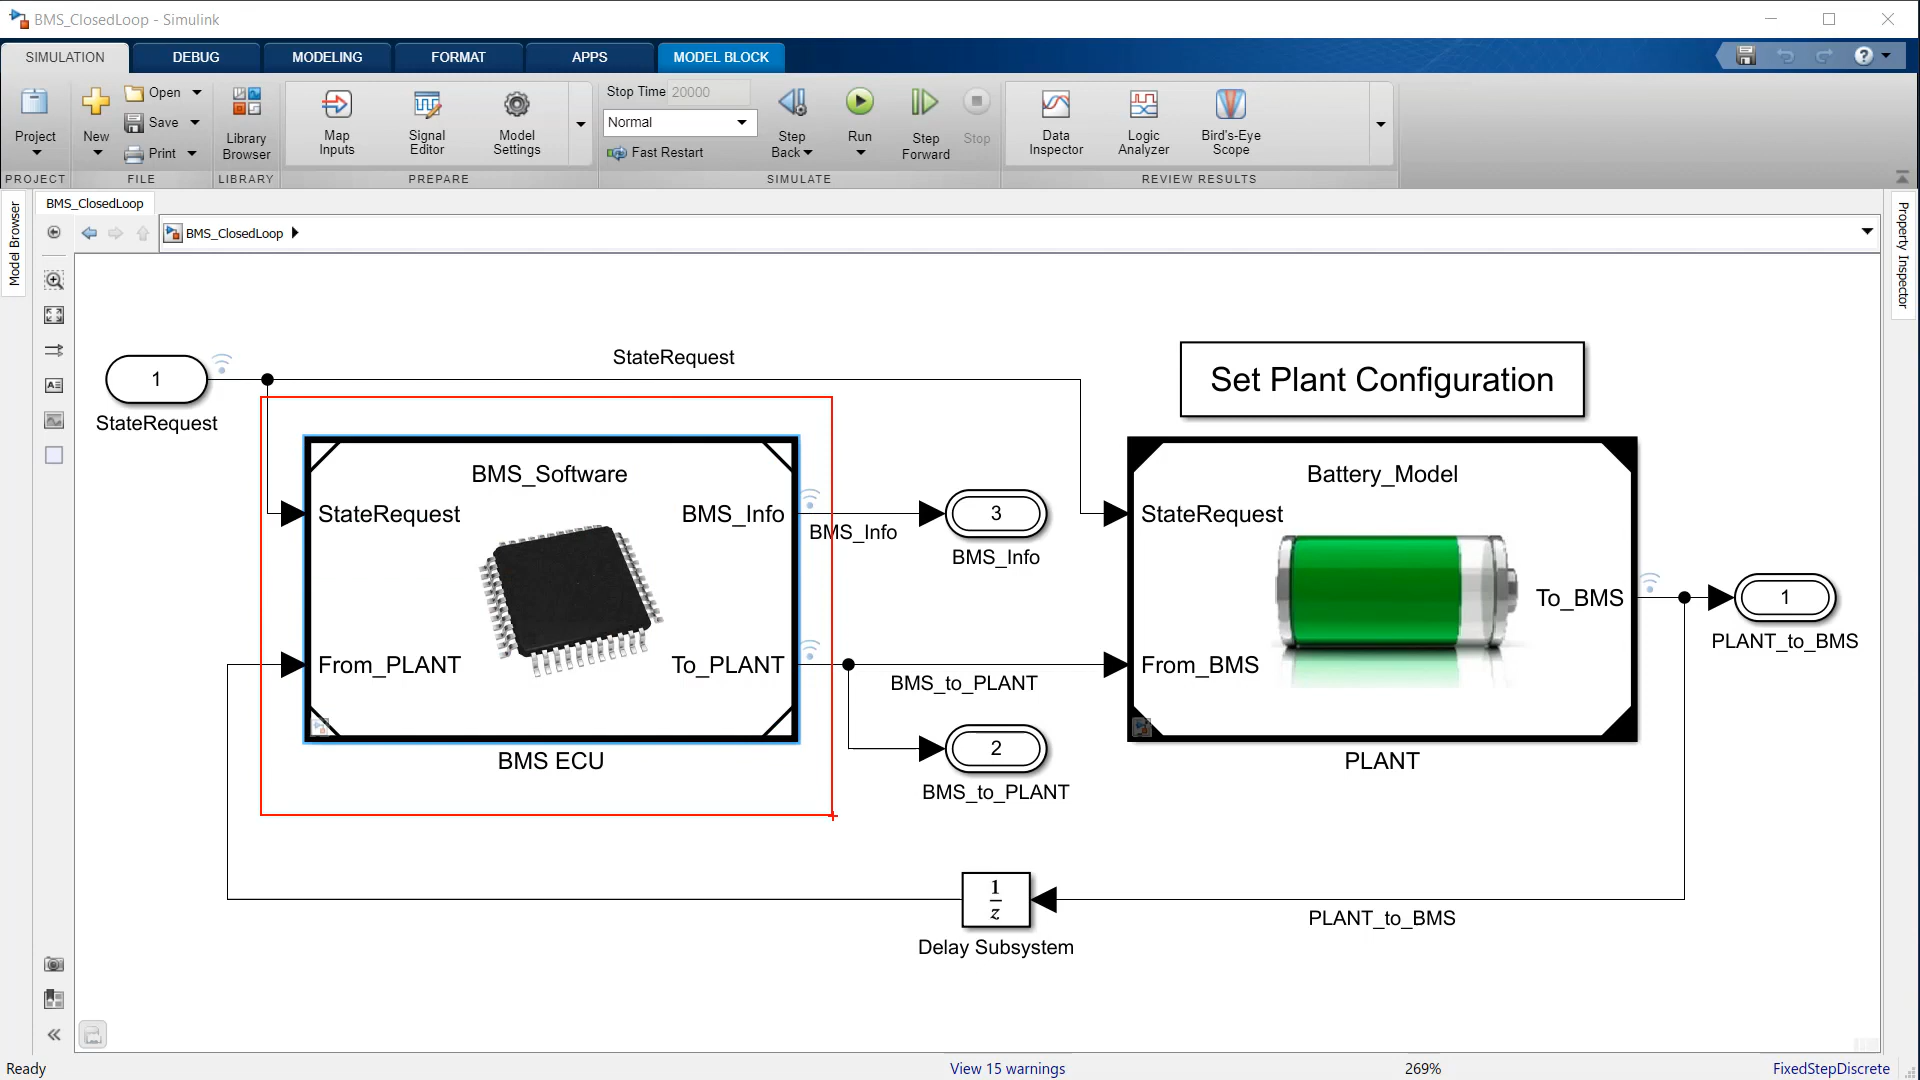 BMS_ClosedLoop - Simulink
SIMULATION DEBUG MODELING FORMAT APPS MODEL BLOCK
Project
New
Open
Save
Print
Library
Browser
Map
Inputs
Signal
Editor
Model
Settings
Stop Time 20000
Normal
Fast Restart
Step
Back
Run
Step
Forward
Stop
Data
Inspector
Logic
Analyzer
Bird's-Eye
Scope
PROJECT FILE LIBRARY PREPARE SIMULATE REVIEW RESULTS
Model Browser
BMS_ClosedLoop
BMS_ClosedLoop
Property Inspector
1
StateRequest
StateRequest
Set Plant Configuration
BMS_Software
StateRequest
BMS_Info
From_PLANT
To_PLANT
BMS ECU
BMS_Info
3
BMS_Info
BMS_to_PLANT
2
BMS_to_PLANT
Battery_Model
StateRequest
To_BMS
From_BMS
PLANT
1
PLANT_to_BMS
1
z
Delay Subsystem
PLANT_to_BMS
Ready
View 15 warnings
269%
FixedStepDiscrete